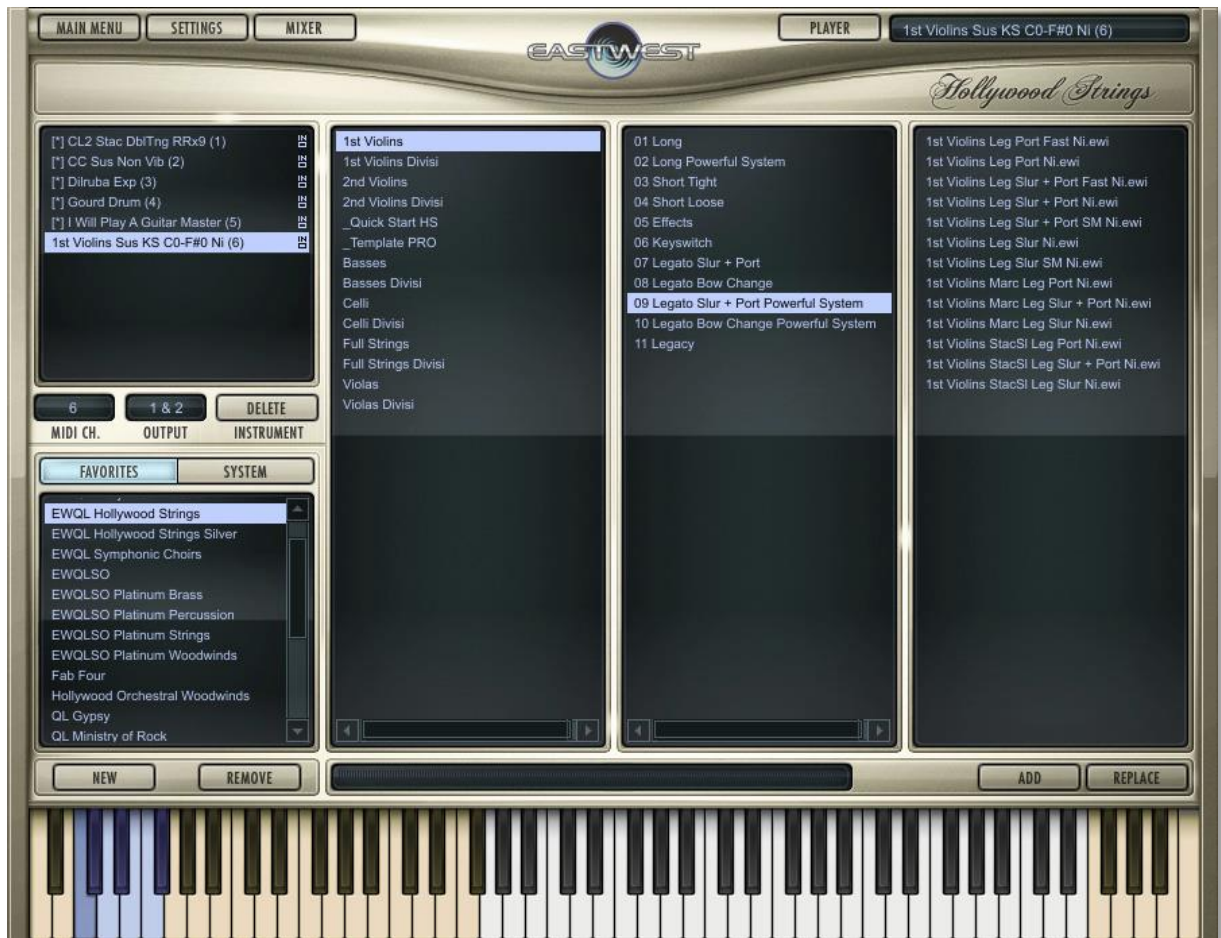 MAIN MENU
SETTINGS
MIXER
EASTWEST
PLAYER
1st Violins Sus KS C0-F#0 Ni (6)
Hollywood Strings
[*] CL2 Stac DblTng RRx9 (1)
[*] CC Sus Non Vib (2)
[*] Dilruba Exp (3)
[*] Gourd Drum (4)
[*] I Will Play A Guitar Master (5)
1st Violins Sus KS C0-F#0 Ni (6)
6
1 & 2
DELETE
MIDI CH.
OUTPUT
INSTRUMENT
FAVORITES
SYSTEM
EWQL Hollywood Strings
EWQL Hollywood Strings Silver
EWQL Symphonic Choirs
EWQLSO
EWQLSO Platinum Brass
EWQLSO Platinum Percussion
EWQLSO Platinum Strings
EWQLSO Platinum Woodwinds
Fab Four
Hollywood Orchestral Woodwinds
QL Gypsy
QL Ministry of Rock
NEW
REMOVE
1st Violins
1st Violins Divisi
2nd Violins
2nd Violins Divisi
_Quick Start HS
_Template PRO
Basses
Basses Divisi
Celli
Celli Divisi
Full Strings
Full Strings Divisi
Violas
Violas Divisi
01 Long
02 Long Powerful System
03 Short Tight
04 Short Loose
05 Effects
06 Keyswitch
07 Legato Slur + Port
08 Legato Bow Change
09 Legato Slur + Port Powerful System
10 Legato Bow Change Powerful System
11 Legacy
1st Violins Leg Port Fast Ni.ewi
1st Violins Leg Port Ni.ewi
1st Violins Leg Slur + Port Fast Ni.ewi
1st Violins Leg Slur + Port Ni.ewi
1st Violins Leg Slur + Port SM Ni.ewi
1st Violins Leg Slur Ni.ewi
1st Violins Leg Slur SM Ni.ewi
1st Violins Marc Leg Port Ni.ewi
1st Violins Marc Leg Slur + Port Ni.ewi
1st Violins Marc Leg Slur Ni.ewi
1st Violins StacSl Leg Port Ni.ewi
1st Violins StacSl Leg Slur + Port Ni.ewi
1st Violins StacSl Leg Slur Ni.ewi
ADD
REPLACE